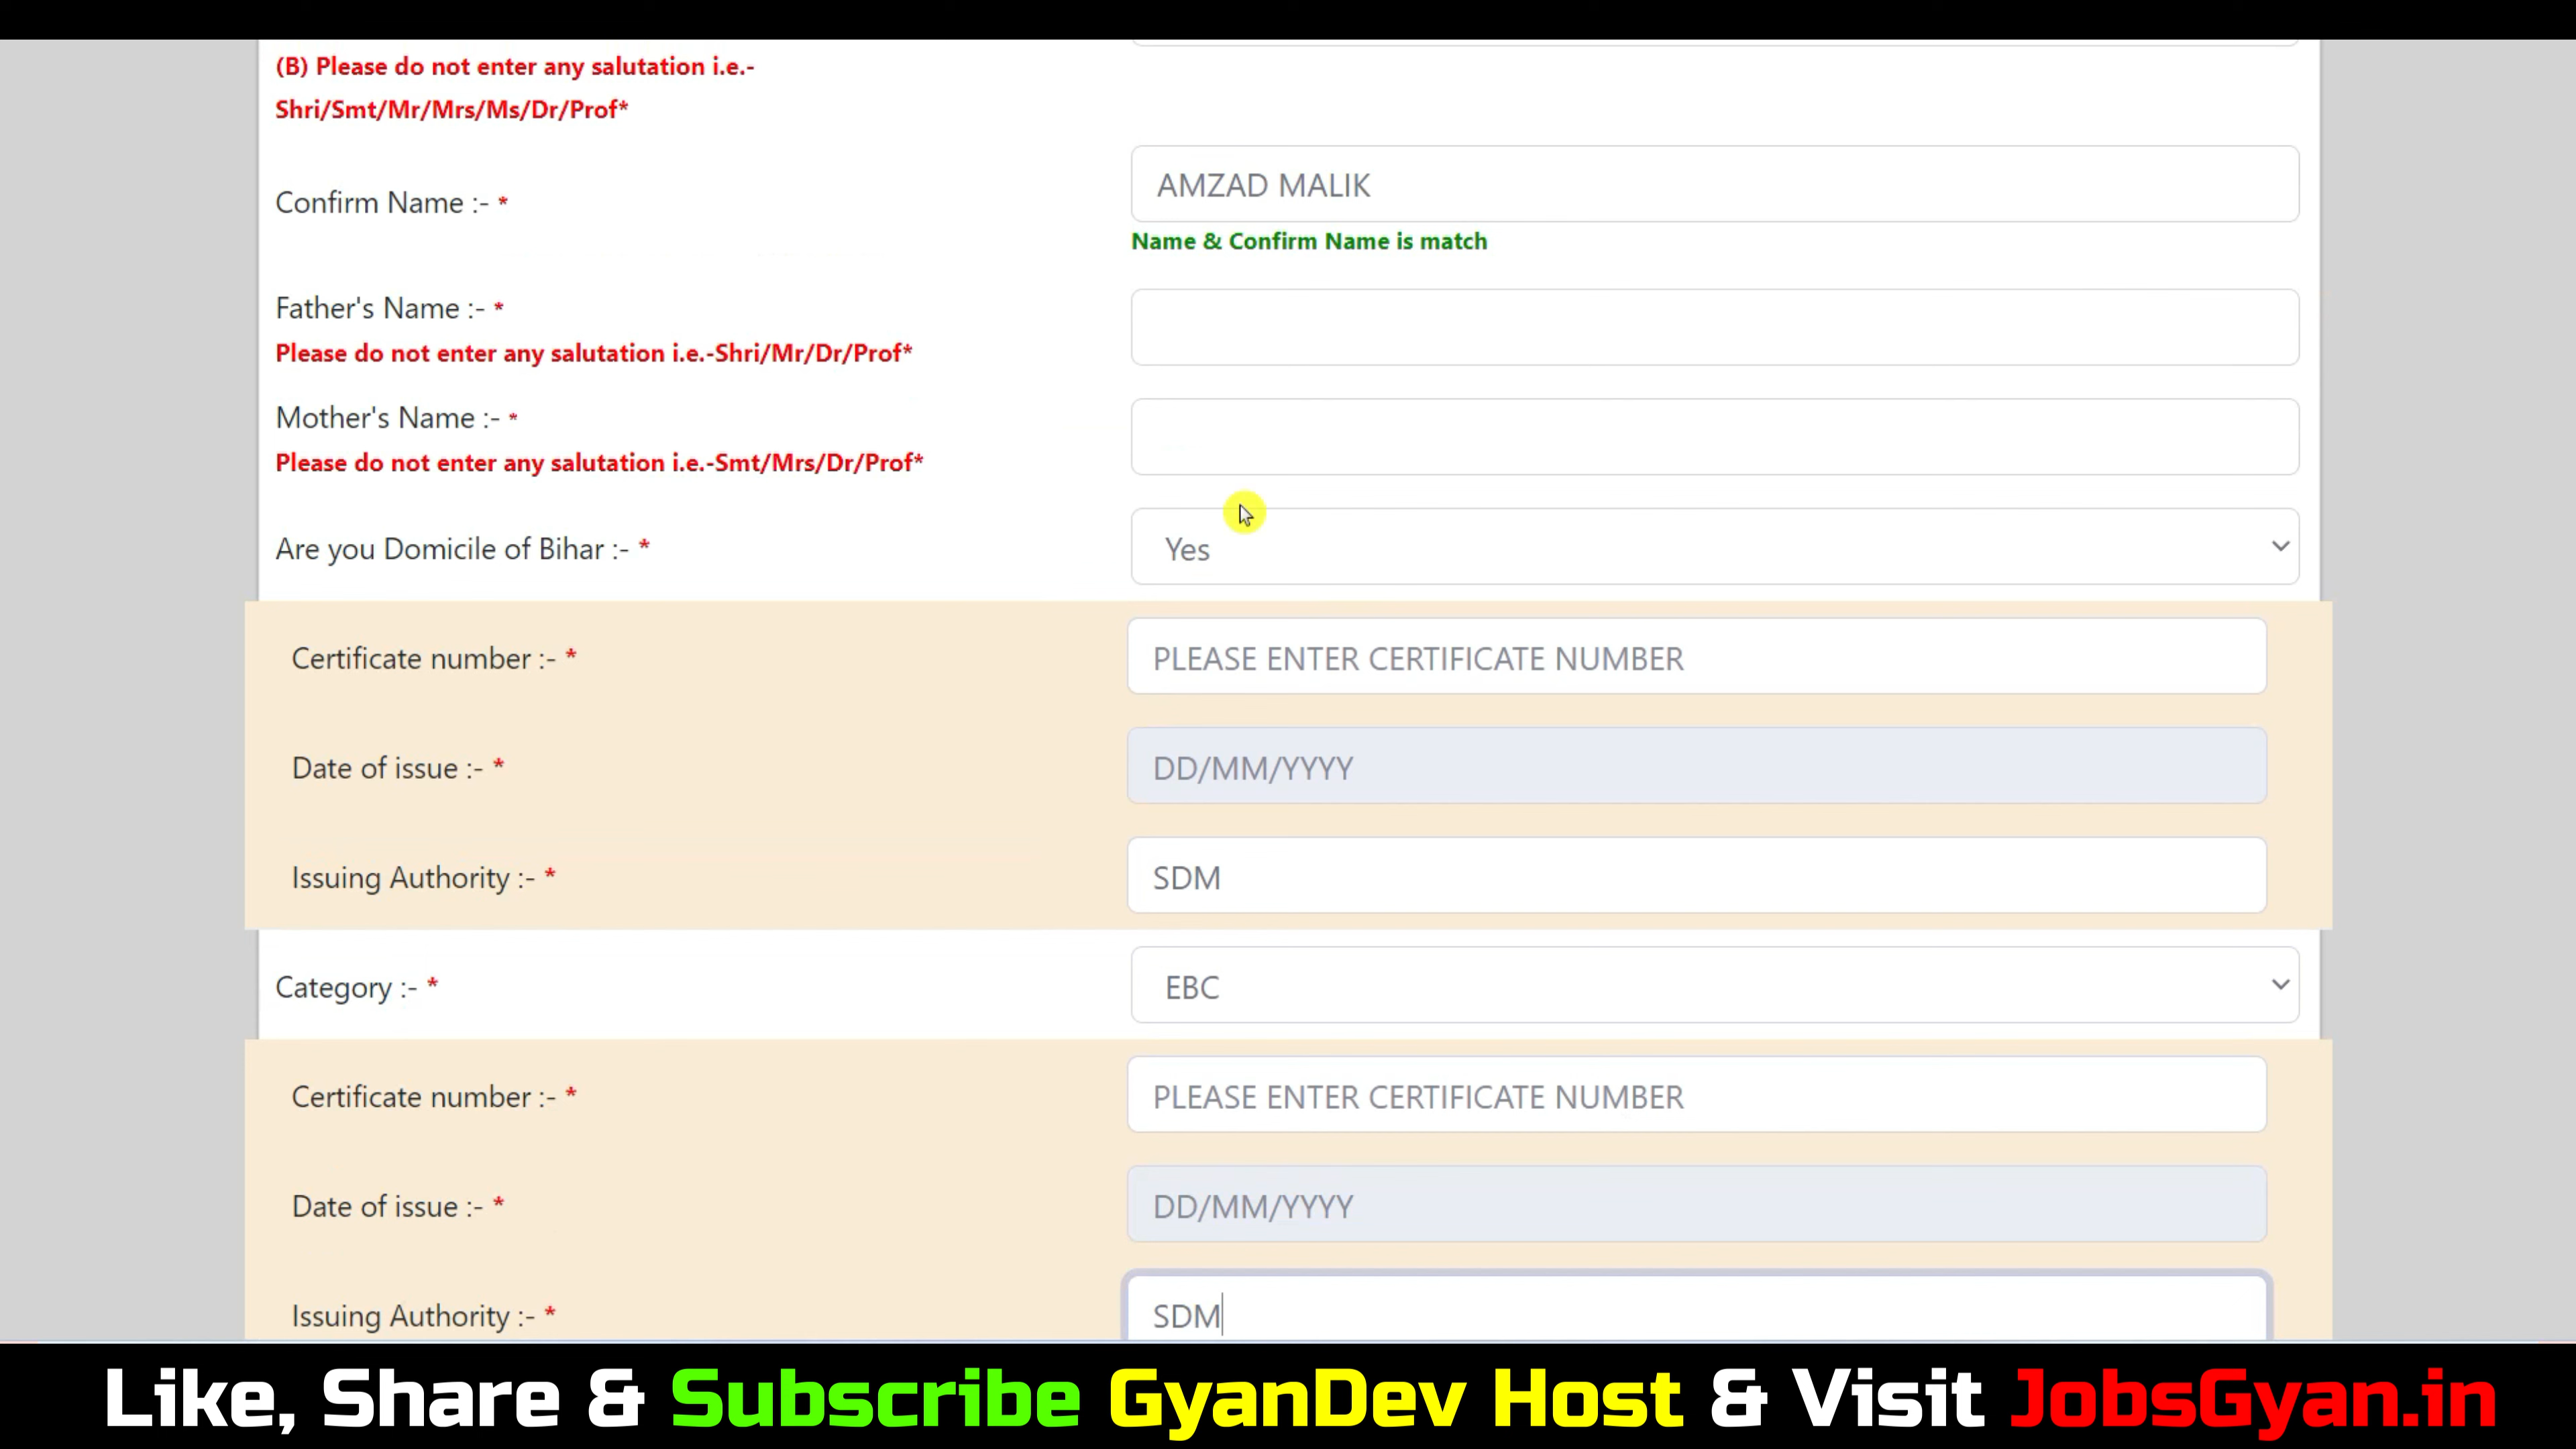 (B) Please do not enter any salutation i.e.-
Shri/Smt/Mr/Mrs/Ms/Dr/Prof*
Confirm Name :- *
AMZAD MALIK
Name & Confirm Name is match
Father's Name :- *
Please do not enter any salutation i.e.-Shri/Mr/Dr/Prof*
Mother's Name :- *
Please do not enter any salutation i.e.-Smt/Mrs/Dr/Prof*
Are you Domicile of Bihar :- *
Yes
Certificate number :- *
PLEASE ENTER CERTIFICATE NUMBER
Date of issue :- *
DD/MM/YYYY
Issuing Authority :- *
SDM
Category :- *
EBC
Certificate number :- *
PLEASE ENTER CERTIFICATE NUMBER
Date of issue :- *
DD/MM/YYYY
Issuing Authority :- *
SDM
Like, Share & Subscribe GyanDev Host & Visit JobsGyan.in